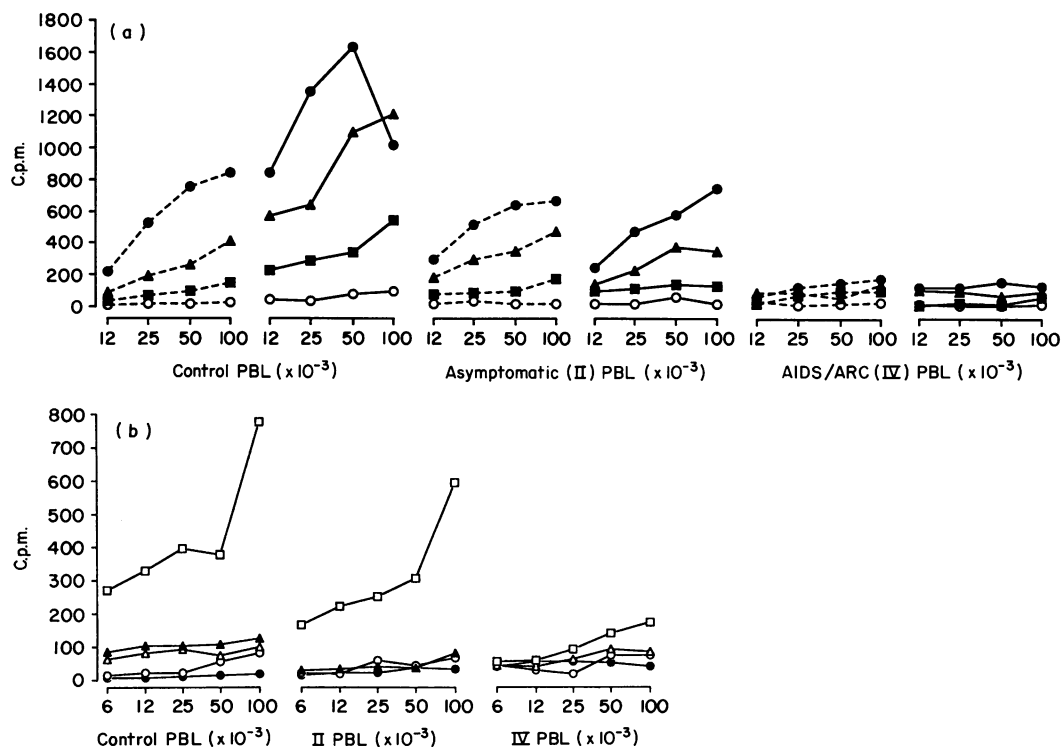 (a)
1800
1600
1400
1200
1000
800
600
400
200
0
C.p.m.
12 25 50 100 12 25 50 100 12 25 50 100 12 25 50 100 12 25 50 100 12 25 50 100
Control PBL (x10⁻³) Asymptomatic (II) PBL (x10⁻³) AIDS/ARC (IV) PBL (x10⁻³)
(b)
800
700
600
500
400
300
200
100
0
C.p.m.
6 12 25 50 100 6 12 25 50 100 6 12 25 50 100
Control PBL (x10⁻³) II PBL (x10⁻³) IV PBL (x10⁻³)